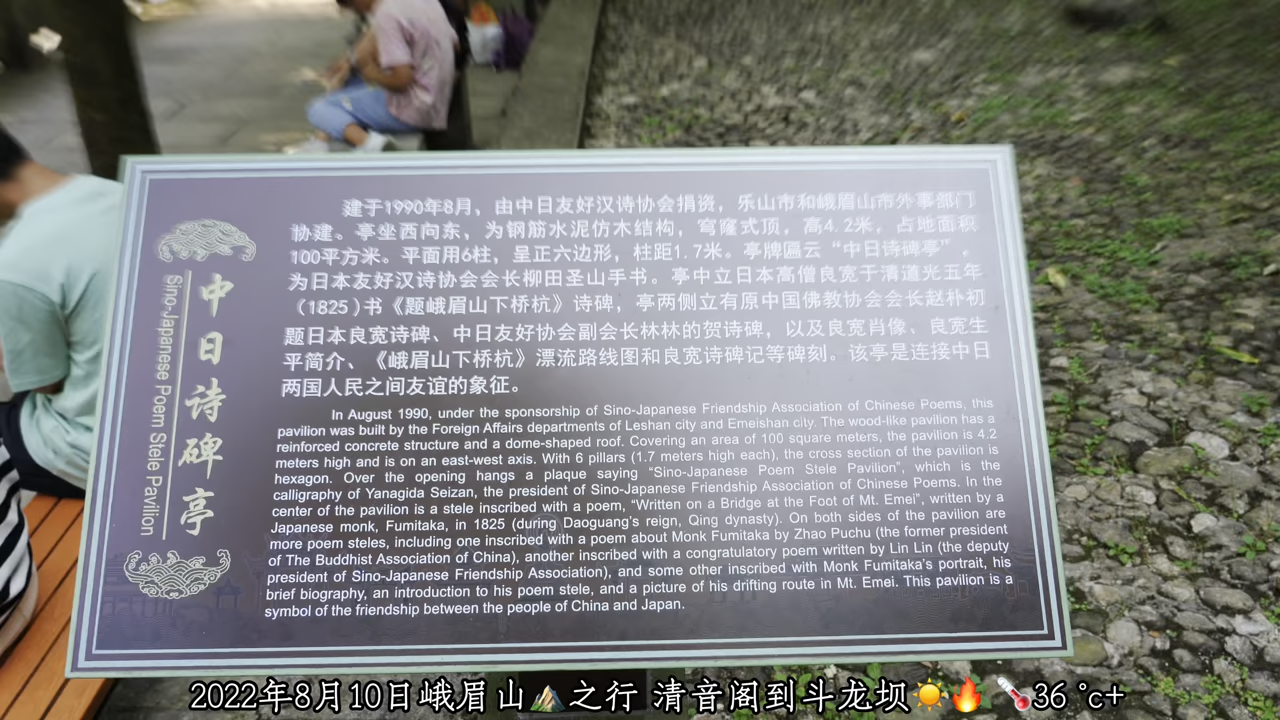 中日诗碑亭
Sino-Japanese Poem Stele Pavilion
建于1990年8月，由中日友好汉诗协会捐资，乐山市和峨眉山市外事部门
协建。亭坐西向东，为钢筋水泥仿木结构，穹窿式顶，高4.2米，占地面积
100平方米。平面用6柱，呈正六边形，柱距1.7米。亭牌匾云“中日诗碑亭”，
为日本友好汉诗协会会长柳田圣山手书。亭中立日本高僧良宽于清道光五年
（1825）书《题峨眉山下桥杭》诗碑，亭两侧立有原中国佛教协会会长赵朴初
题日本良宽诗碑、中日友好协会副会长林林的贺诗碑，以及良宽肖像、良宽生
平简介、《峨眉山下桥杭》漂流路线图和良宽诗碑记等碑刻。该亭是连接中日
两国人民之间友谊的象征。
In August 1990, under the sponsorship of Sino-Japanese Friendship Association of Chinese Poems, this
pavilion was built by the Foreign Affairs departments of Leshan city and Emeishan city. The wood-like pavilion has a
reinforced concrete structure and a dome-shaped roof. Covering an area of 100 square meters, the pavilion is 4.2
meters high and is on an east-west axis. With 6 pillars (1.7 meters high each), the cross section of the pavilion is
hexagon. Over the opening hangs a plaque saying “Sino-Japanese Poem Stele Pavilion”, which is the
calligraphy of Yanagida Seizan, the president of Sino-Japanese Friendship Association of Chinese Poems. In the
center of the pavilion is a stele inscribed with a poem, “Written on a Bridge at the Foot of Mt. Emei”, written by a
Japanese monk, Fumitaka, in 1825 (during Daoguang’s reign, Qing dynasty). On both sides of the pavilion are
more poem steles, including one inscribed with a poem about Monk Fumitaka by Zhao Puchu (the former president
of The Buddhist Association of China), another inscribed with a congratulatory poem written by Lin Lin (the deputy
president of Sino-Japanese Friendship Association), and some other inscribed with Monk Fumitaka’s portrait, his
brief biography, an introduction to his poem stele, and a picture of his drifting route in Mt. Emei. This pavilion is a
symbol of the friendship between the people of China and Japan.
2022年8月10日峨眉山⛰️之行 清音阁到斗龙坝☀️🔥 🌡️36 ℃+